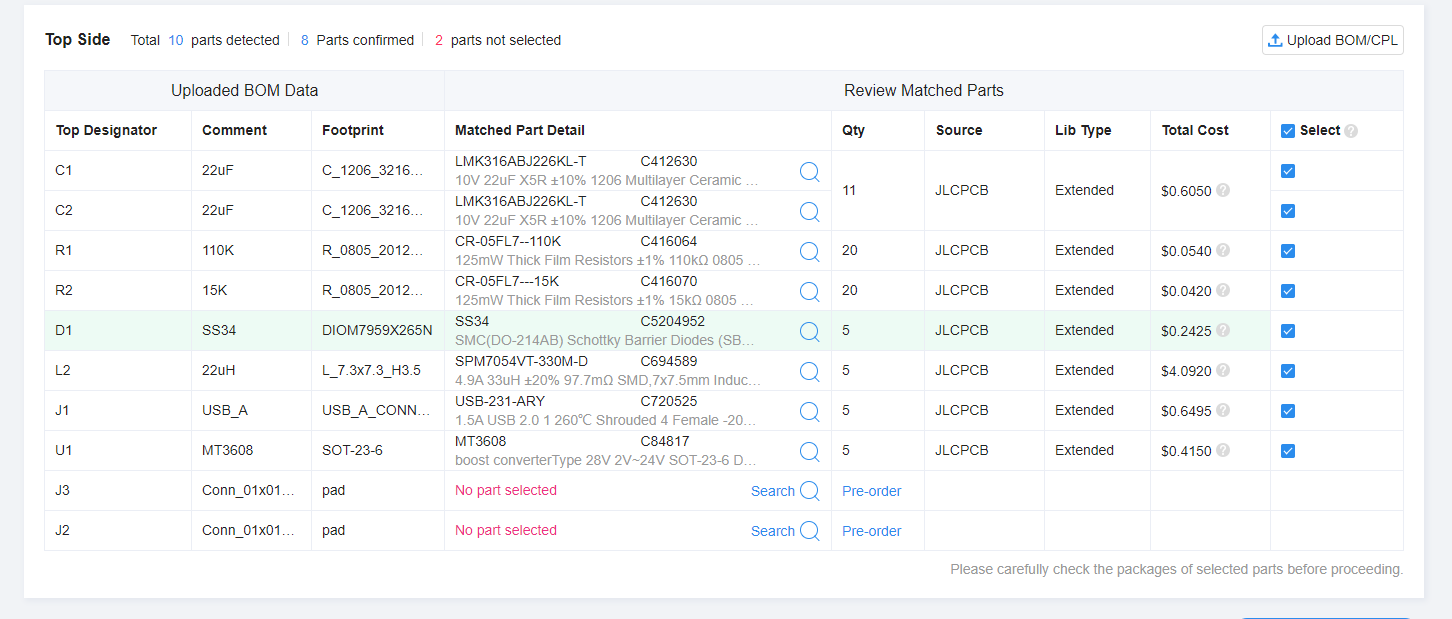 Top Side Total 10 parts detected 8 Parts confirmed 2 parts not selected Upload BOM/CPL
Uploaded BOM Data Review Matched Parts
Top Designator Comment Footprint Matched Part Detail Qty Source Lib Type Total Cost Select ?
C1 22uF C_1206_3216... LMK316ABJ226KL-T C412630
10V 22uF X5R ±10% 1206 Multilayer Ceramic ...
11 JLCPCB Extended $0.6050 ?
C2 22uF C_1206_3216... LMK316ABJ226KL-T C412630
10V 22uF X5R ±10% 1206 Multilayer Ceramic ...
R1 110K R_0805_2012... CR-05FL7--110K C416064 20 JLCPCB Extended $0.0540 ?
125mW Thick Film Resistors ±1% 110kΩ 0805 ...
R2 15K R_0805_2012... CR-05FL7---15K C416070 20 JLCPCB Extended $0.0420 ?
125mW Thick Film Resistors ±1% 15kΩ 0805 ...
D1 SS34 DIOM7959X265N SS34 C5204952 5 JLCPCB Extended $0.2425 ?
SMC(DO-214AB) Schottky Barrier Diodes (SB...
L2 22uH L_7.3x7.3_H3.5 SPM7054VT-330M-D C694589 5 JLCPCB Extended $4.0920 ?
4.9A 33uH ±20% 97.7mΩ SMD,7x7.5mm Induc...
J1 USB_A USB_A_CONN... USB-231-ARY C720525 5 JLCPCB Extended $0.6495 ?
1.5A USB 2.0 1 260℃ Shrouded 4 Female -20...
U1 MT3608 SOT-23-6 MT3608 C84817 5 JLCPCB Extended $0.4150 ?
boost converterType 28V 2V~24V SOT-23-6 D...
J3 Conn_01x01... pad No part selected Search Pre-order
J2 Conn_01x01... pad No part selected Search Pre-order
Please carefully check the packages of selected parts before proceeding.